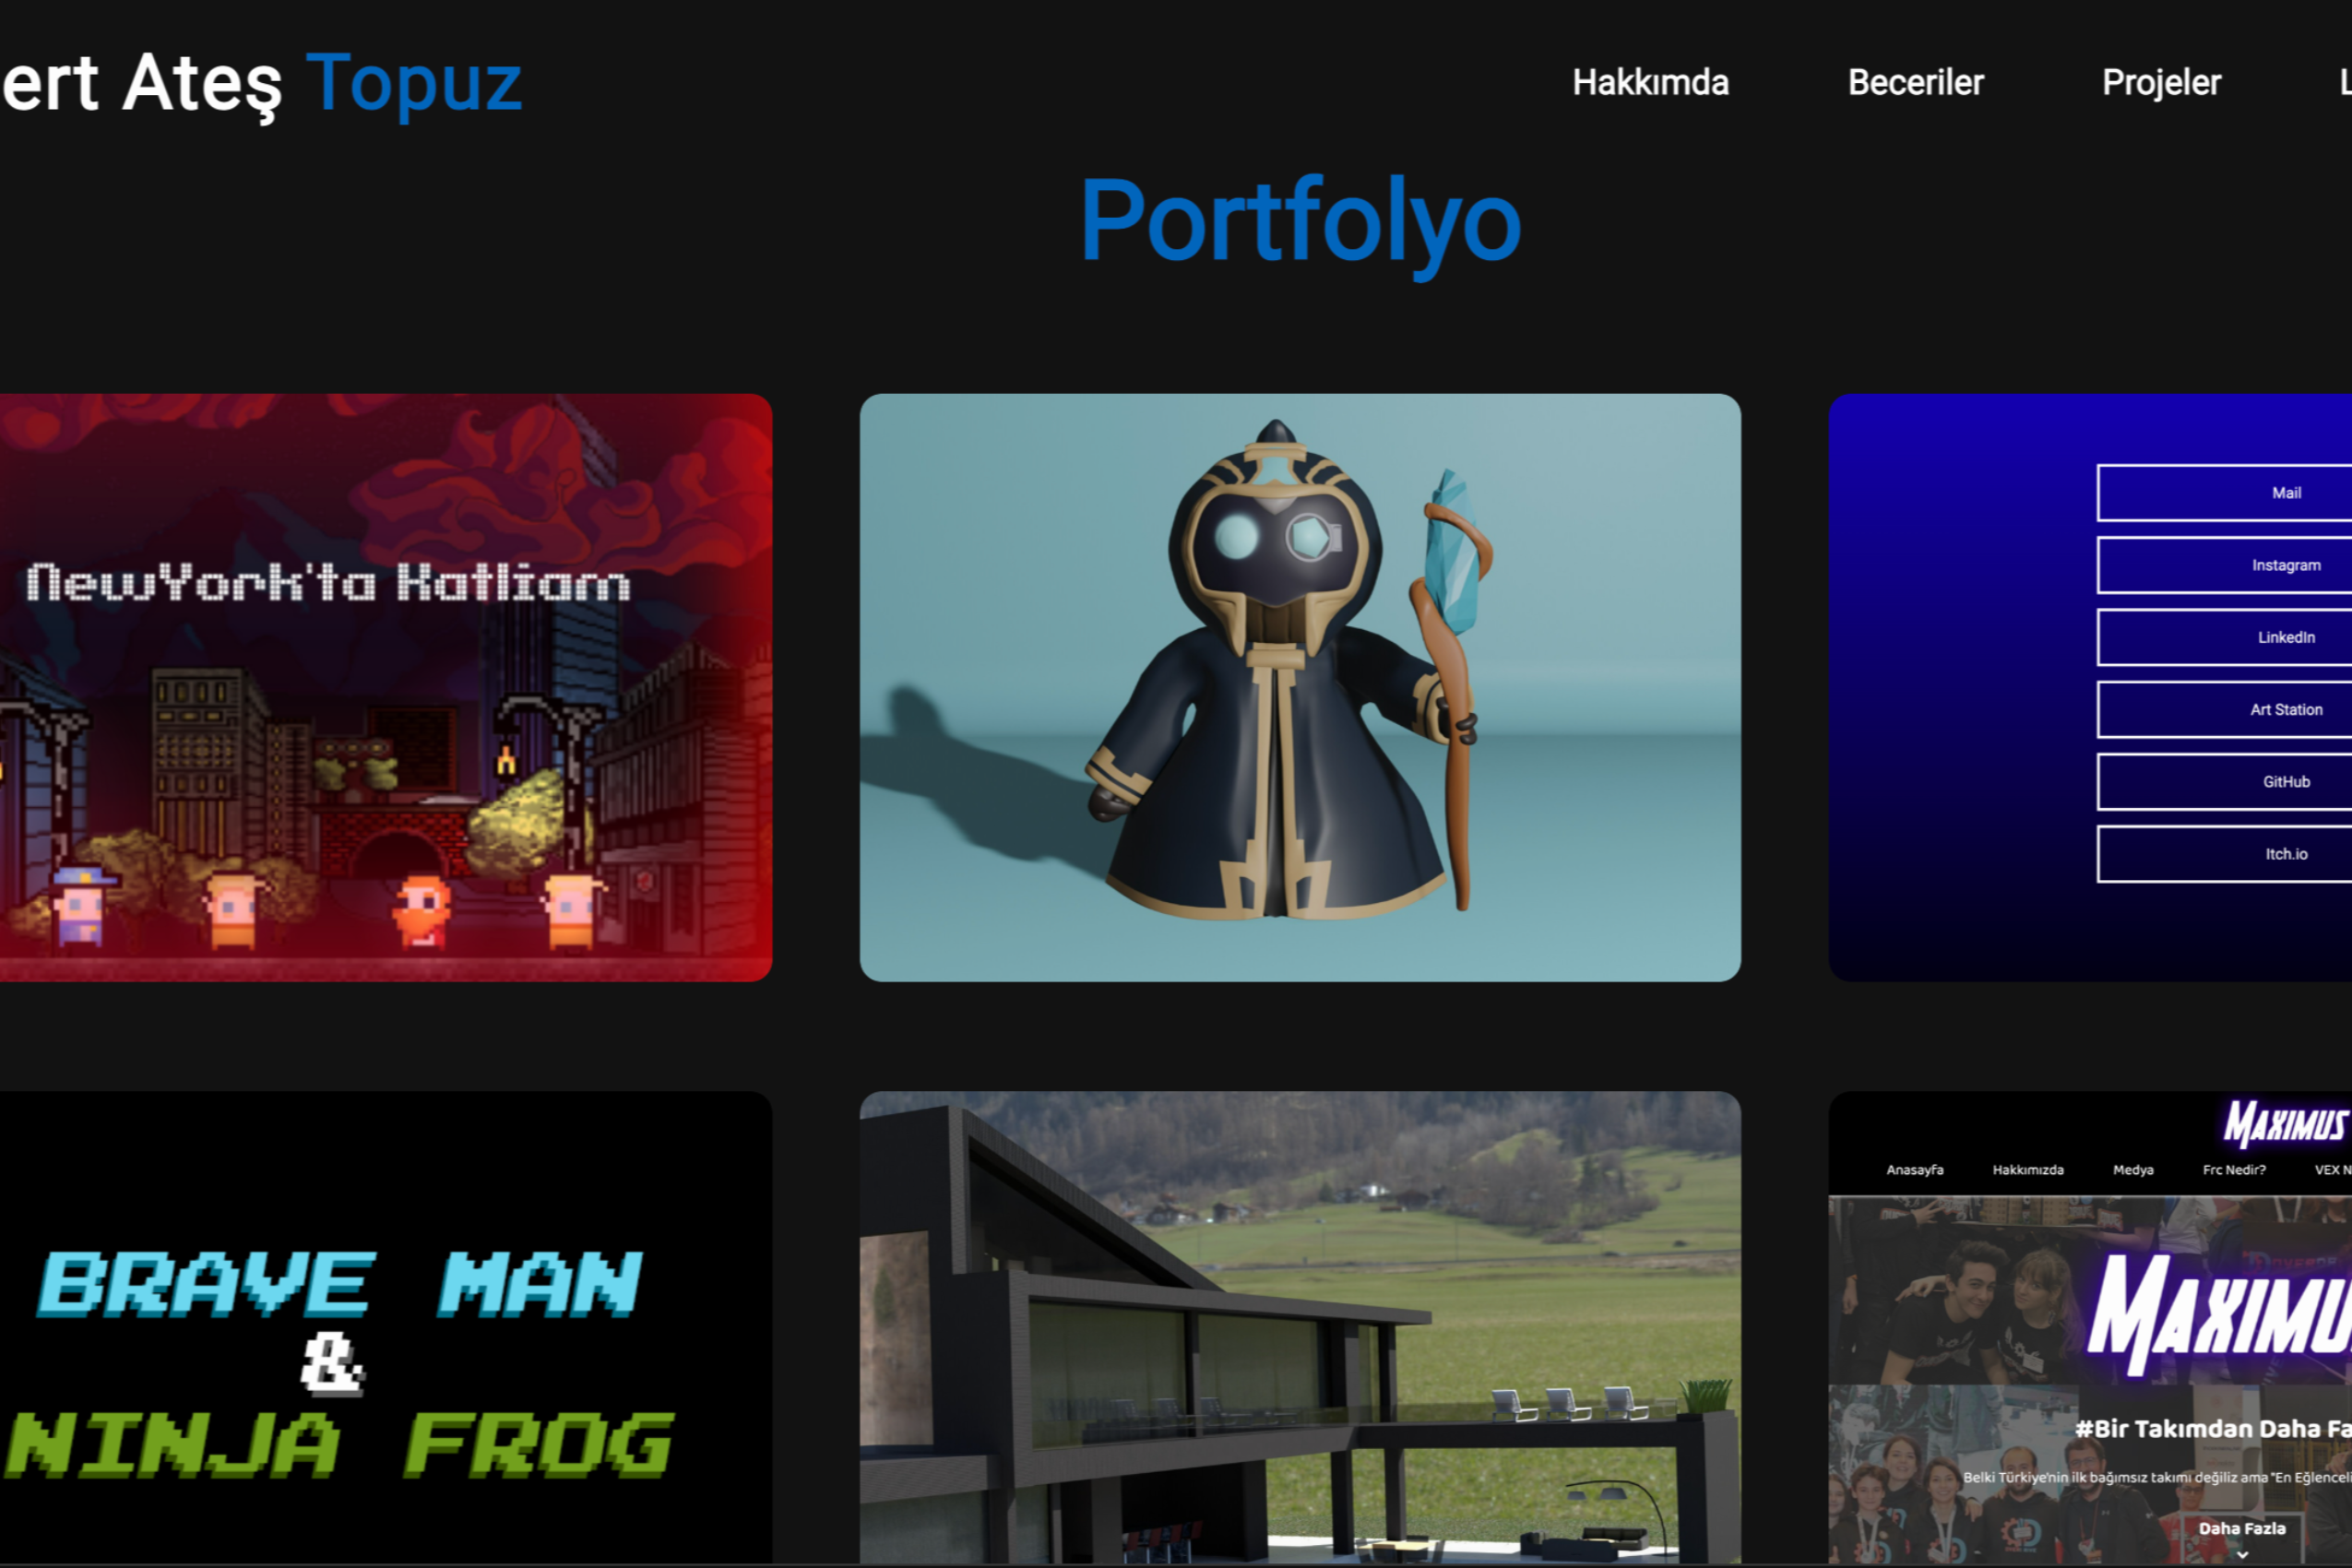 ert Ateş Topuz
Hakkımda
Beceriler
Projeler
Portfolyo
NewYork'ta Katliam
Mail
Instagram
LinkedIn
Art Station
GitHub
Itch.io
BRAVE MAN
&
NINJA FROG
MAXIMUS
Anasayfa
Hakkımızda
Medya
Frc Nedir?
VEX N
MAXIMUS
#Bir Takımdan Daha Fa
Belki Türkiye'nin ilk bağımsız takımı değiliz ama "En Eğlenceli
Daha Fazla